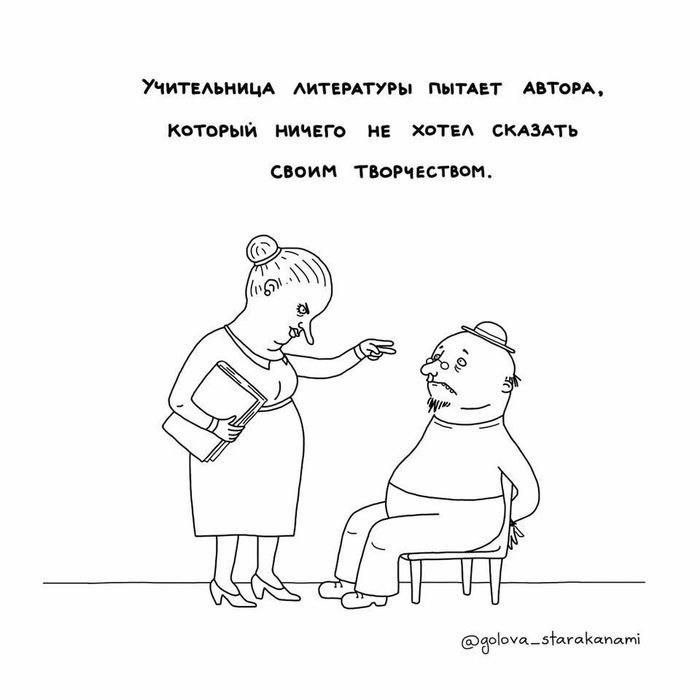 Учительница литературы пытает автора,
который ничего не хотел сказать
своим творчеством.
@golova_starakanami